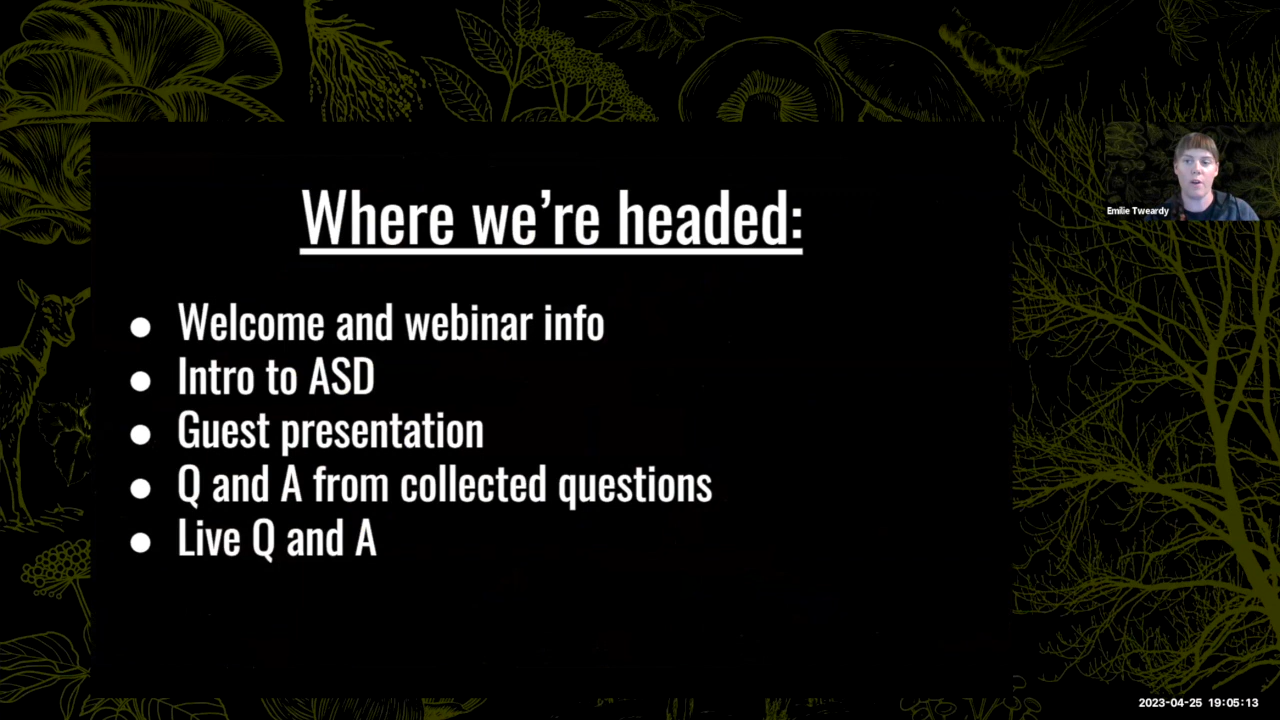 Where we're headed:
● Welcome and webinar info
● Intro to ASD
● Guest presentation
● Q and A from collected questions
● Live Q and A
Emilie Tweardy
2023-04-25 19:05:13